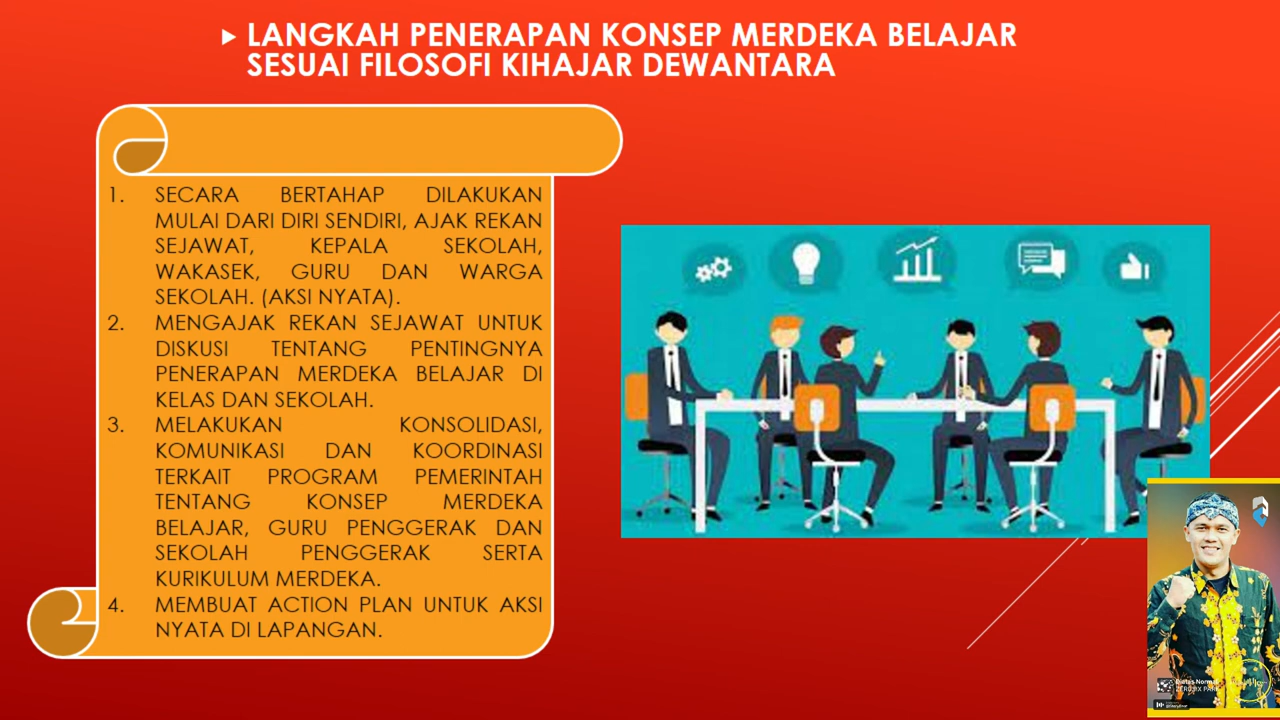 LANGKAH PENERAPAN KONSEP MERDEKA BELAJAR
SESUAI FILOSOFI KIHAJAR DEWANTARA
1. SECARA BERTAHAP DILAKUKAN
MULAI DARI DIRI SENDIRI, AJAK REKAN
SEJAWAT, KEPALA SEKOLAH,
WAKASEK, GURU DAN WARGA
SEKOLAH. (AKSI NYATA).
2. MENGAJAK REKAN SEJAWAT UNTUK
DISKUSI TENTANG PENTINGNYA
PENERAPAN MERDEKA BELAJAR DI
KELAS DAN SEKOLAH.
3. MELAKUKAN KONSOLIDASI,
KOMUNIKASI DAN KOORDINASI
TERKAIT PROGRAM PEMERINTAH
TENTANG KONSEP MERDEKA
BELAJAR, GURU PENGGERAK DAN
SEKOLAH PENGGERAK SERTA
KURIKULUM MERDEKA.
4. MEMBUAT ACTION PLAN UNTUK AKSI
NYATA DI LAPANGAN.